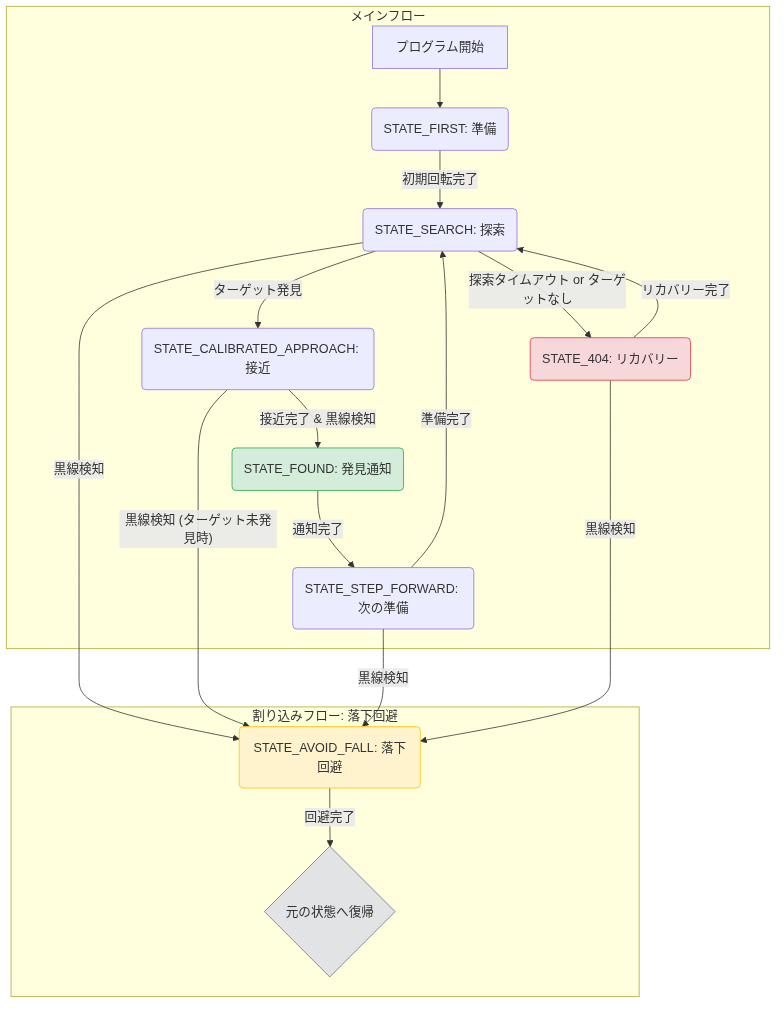 メインフロー
プログラム開始
STATE_FIRST: 準備
初期回転完了
STATE_SEARCH: 探索
ターゲット発見
探索タイムアウト or ターゲ
ットなし
リカバリー完了
STATE_CALIBRATED_APPROACH:
接近
STATE_404: リカバリー
接近完了 & 黒線検知
準備完了
黒線検知
STATE_FOUND: 発見通知
黒線検知 (ターゲット未発
見時)
通知完了
黒線検知
STATE_STEP_FORWARD:
次の準備
黒線検知
割り込みフロー: 落下回避
STATE_AVOID_FALL: 落下
回避
回避完了
元の状態へ復帰